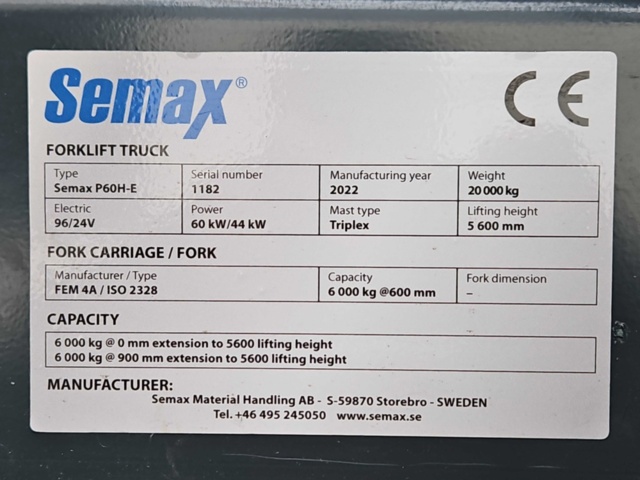 Semax®
CE
FORKLIFT TRUCK
Type Serial number Manufacturing year Weight
Semax P60H-E 1182 2022 20 000 kg
Electric Power Mast type Lifting height
96/24V 60 kW/44 kW Triplex 5 600 mm
FORK CARRIAGE / FORK
Manufacturer / Type Capacity Fork dimension
FEM 4A / ISO 2328 6 000 kg @600 mm –
CAPACITY
6 000 kg @ 0 mm extension to 5600 lifting height
6 000 kg @ 900 mm extension to 5600 lifting height
MANUFACTURER:
Semax Material Handling AB - S-59870 Storebro - SWEDEN
Tel. +46 495 245050 www.semax.se